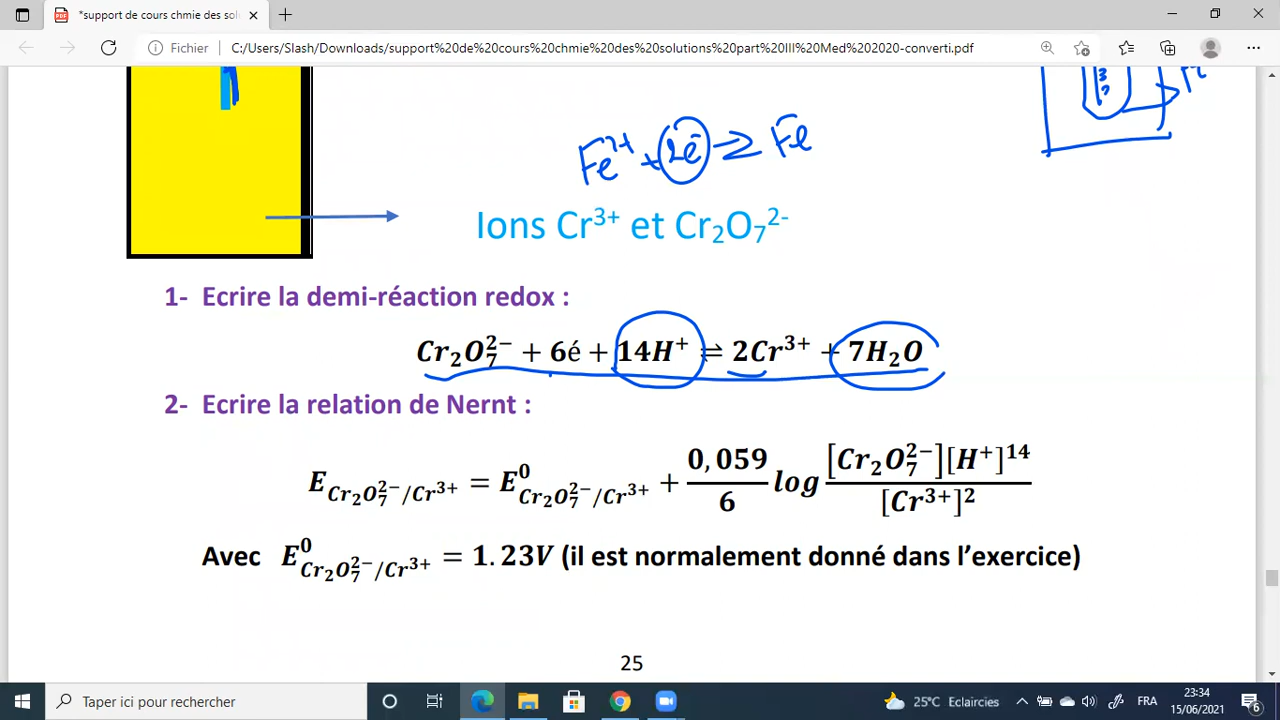 *support de cours chmie des sol
Fichier
C:/Users/Slash/Downloads/support%20de%20cours%20chmie%20des%20solutions%20part%20III%20Med%202020-converti.pdf
Fe²⁺ + 2é ⇌ Fe
Ions Cr³⁺ et Cr₂O₇²⁻
1- Ecrire la demi-réaction redox :
Cr₂O₇²⁻ + 6é + 14H⁺ ⇌ 2Cr³⁺ + 7H₂O
2- Ecrire la relation de Nernt :
E Cr₂O₇²⁻/Cr³⁺ = E⁰ Cr₂O₇²⁻/Cr³⁺ + 0,059/6 log [Cr₂O₇²⁻][H⁺]¹⁴/[Cr³⁺]²
Avec E⁰ Cr₂O₇²⁻/Cr³⁺ = 1.23V (il est normalement donné dans l’exercice)
25
Taper ici pour rechercher
25°C Eclaircies
FRA
23:34
15/06/2021
6